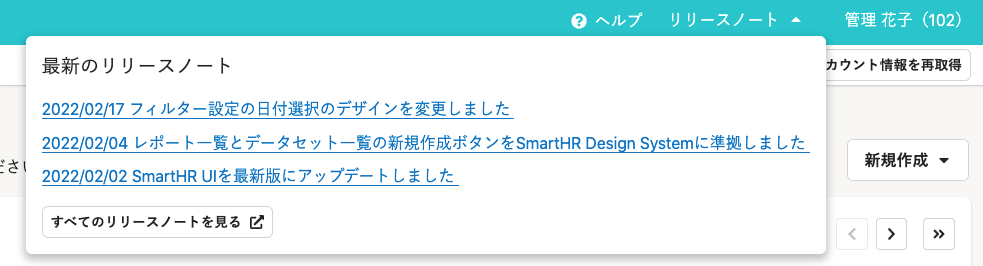 ヘルプ
リリースノート
管理 花子（102）
最新のリリースノート
カウント情報を再取得
2022/02/17 フィルター設定の日付選択のデザインを変更しました
2022/02/04 レポート一覧とデータセット一覧の新規作成ボタンをSmartHR Design Systemに準拠しました
ださい
新規作成
2022/02/02 SmartHR UIを最新版にアップデートしました
すべてのリリースノートを見る